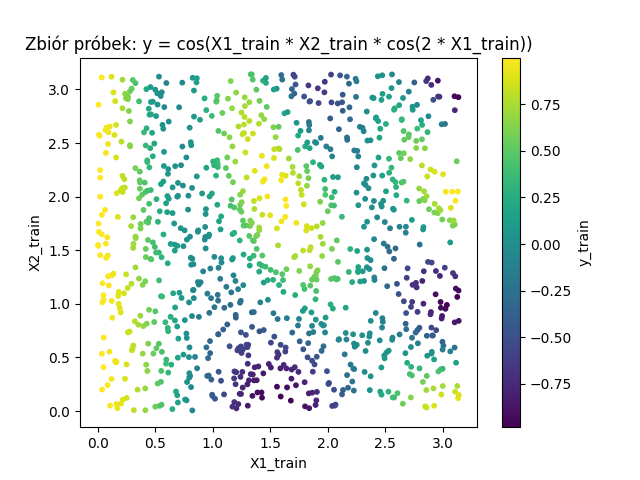 Zbiór próbek: y = cos(X1_train * X2_train * cos(2 * X1_train))
3.0
2.5
2.0
1.5
1.0
0.5
0.0
X2_train
0.0 0.5 1.0 1.5 2.0 2.5 3.0
X1_train
0.75
0.50
0.25
0.00
−0.25
−0.50
−0.75
y_train